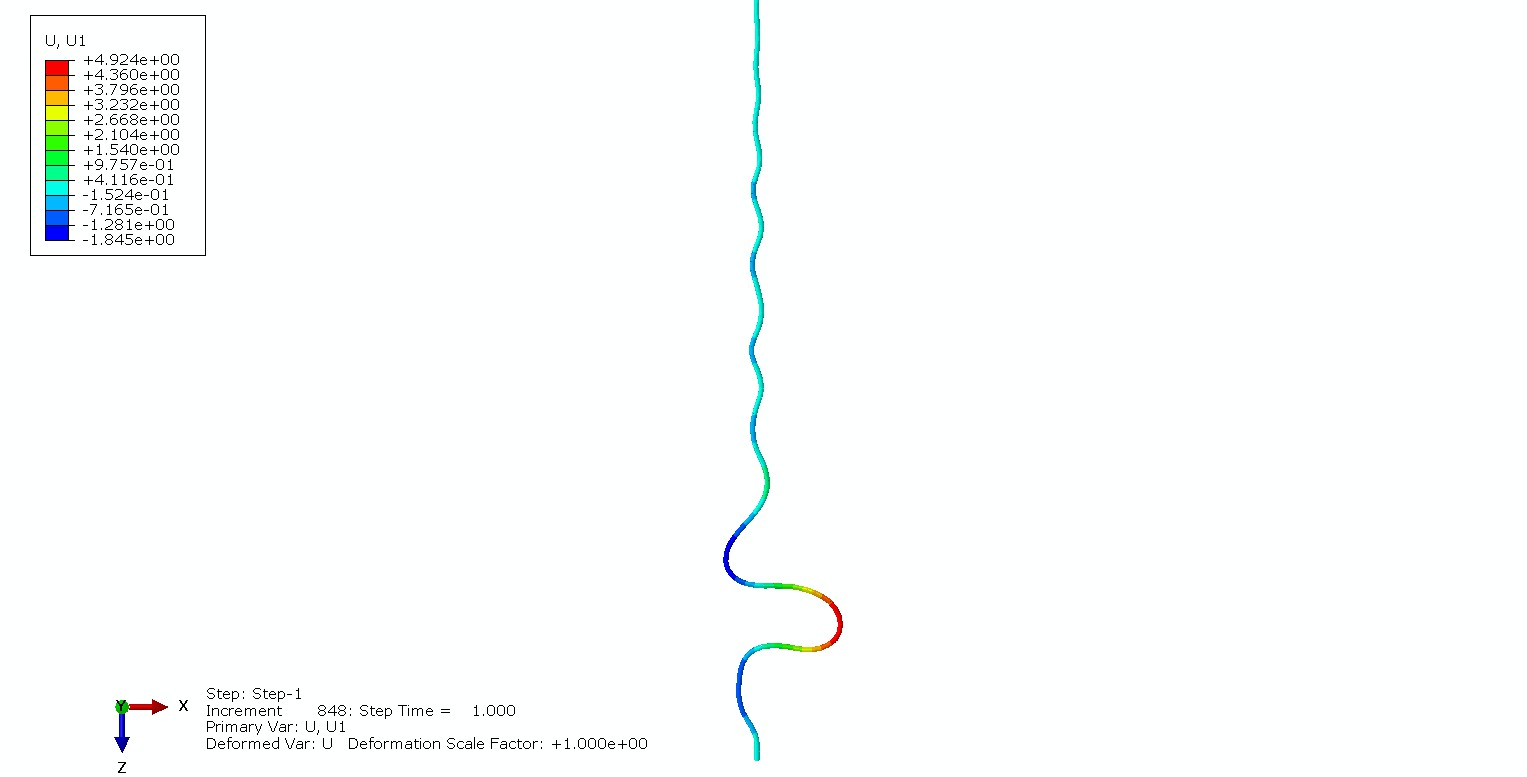 U, U1
+4.924e+00
+4.360e+00
+3.796e+00
+3.232e+00
+2.668e+00
+2.104e+00
+1.540e+00
+9.757e-01
+4.116e-01
-1.524e-01
-7.165e-01
-1.281e+00
-1.845e+00
Y X
Z
Step: Step-1
Increment 848: Step Time = 1.000
Primary Var: U, U1
Deformed Var: U Deformation Scale Factor: +1.000e+00